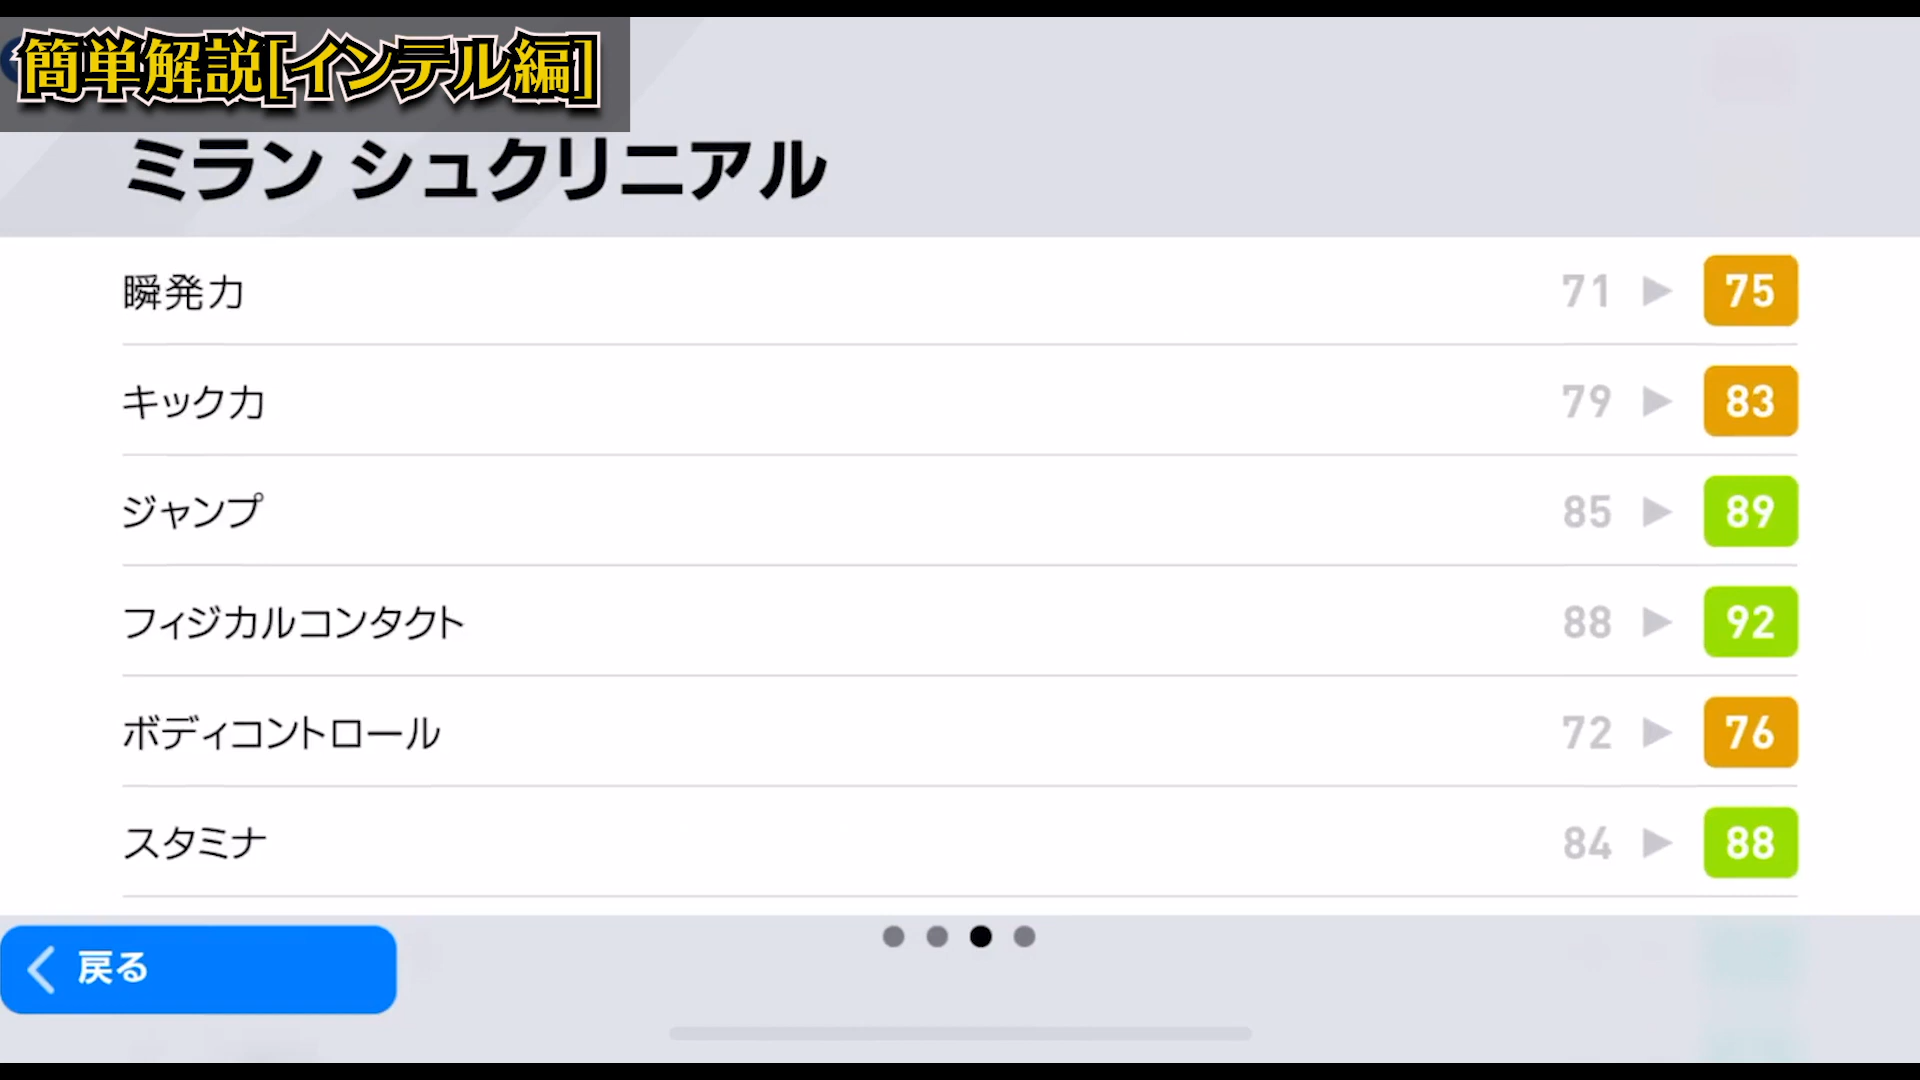 簡単解説[インテル編]
ミラン シュクリニアル
瞬発力 71 ▶ 75
キック力 79 ▶ 83
ジャンプ 85 ▶ 89
フィジカルコンタクト 88 ▶ 92
ボディコントロール 72 ▶ 76
スタミナ 84 ▶ 88
戻る